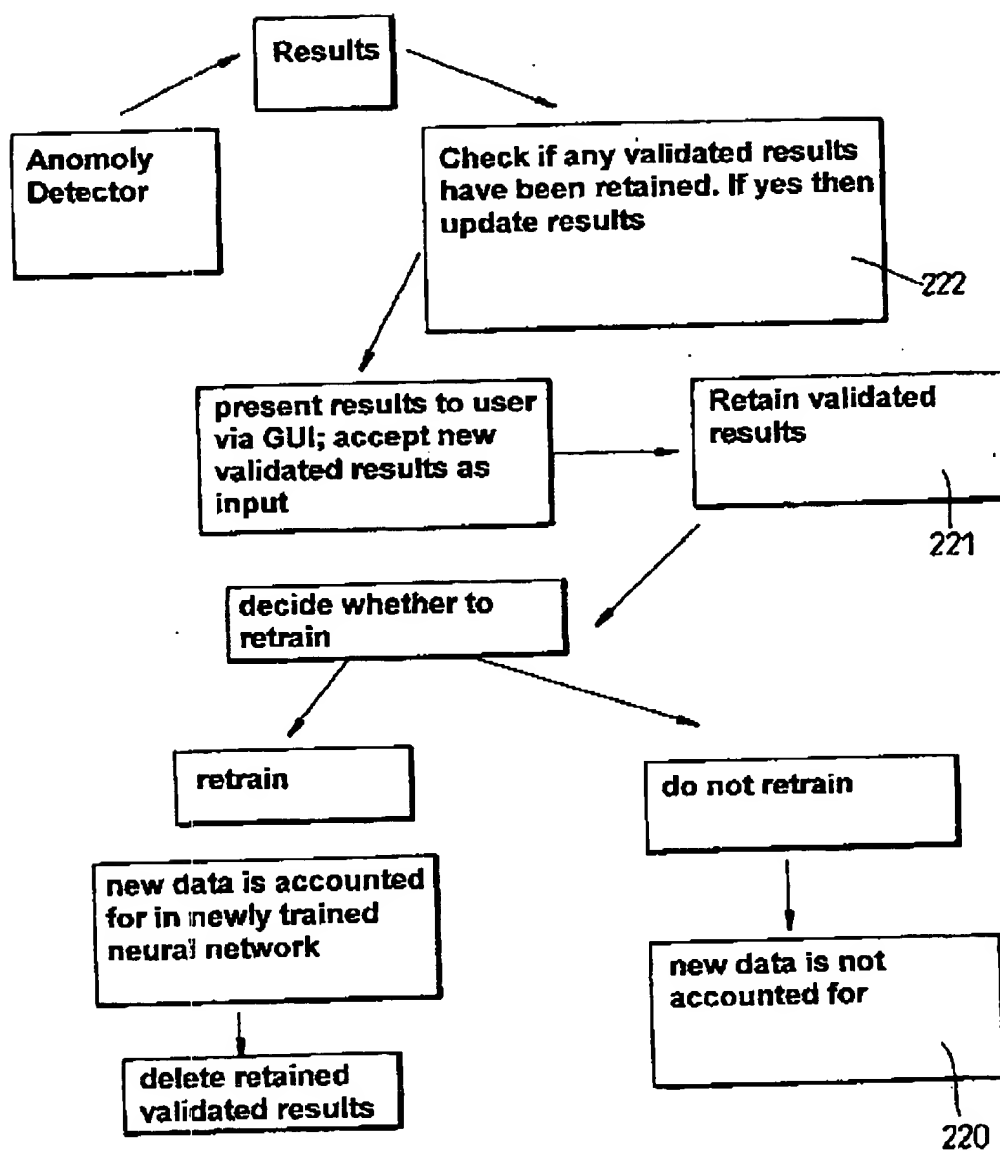 Results
Anomoly
Detector
Check if any validated results
have been retained. If yes then
update results
222
present results to user
via GUI; accept new
validated results as
input
Retain validated
results
221
decide whether to
retrain
retrain
do not retrain
new data is accounted
for in newly trained
neural network
new data is not
accounted for
delete retained
validated results
220